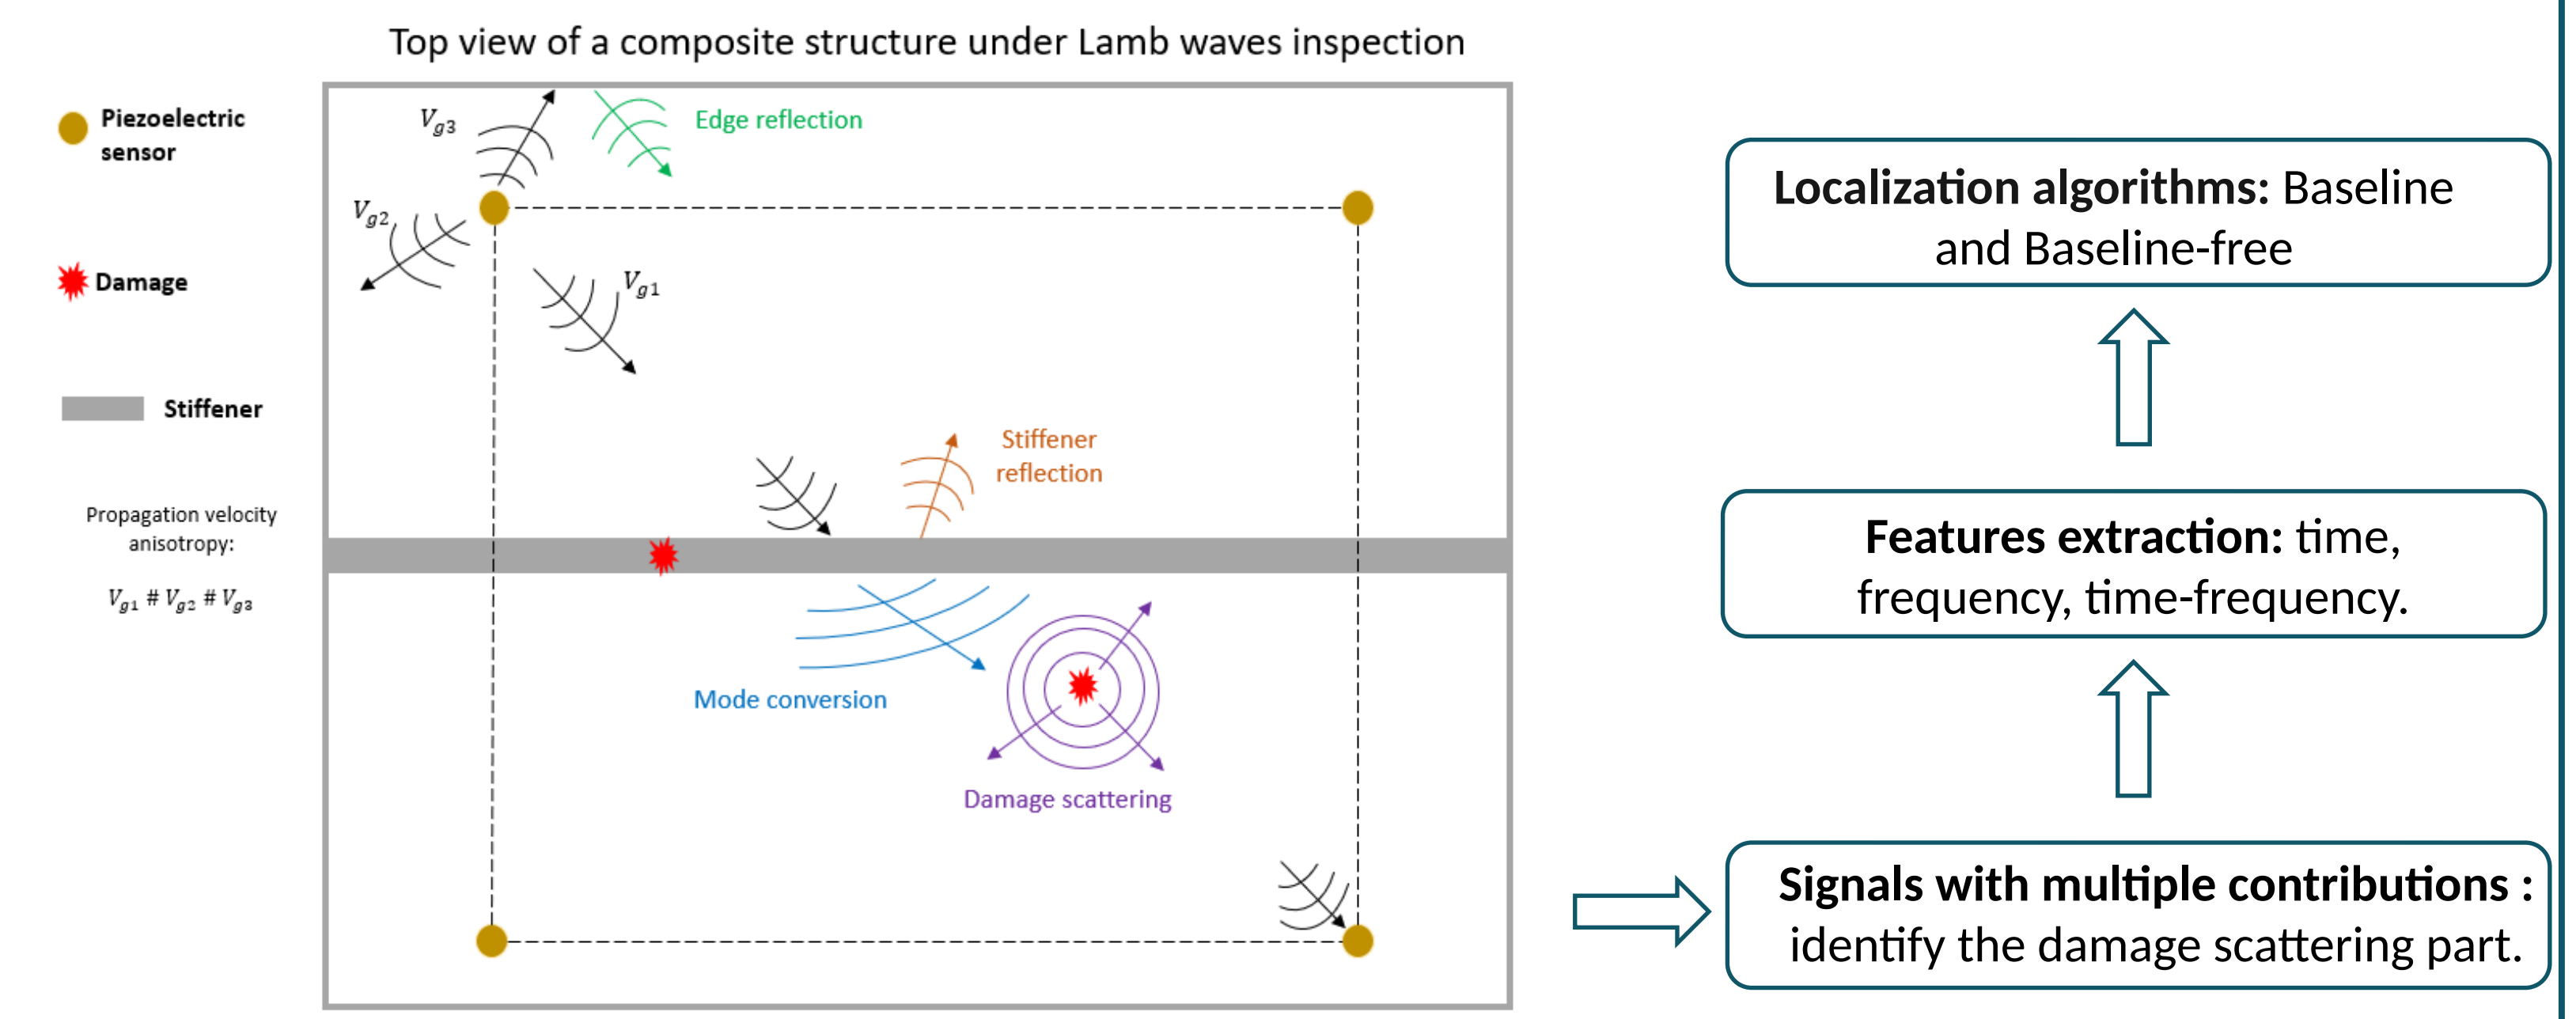 Top view of a composite structure under Lamb waves inspection
Piezoelectric
sensor
Damage
Stiffener
Propagation velocity
anisotropy:
Vg1 # Vg2 # Vg3
Vg3
Edge reflection
Vg2
Vg1
Stiffener
reflection
Mode conversion
Damage scattering
Localization algorithms: Baseline
and Baseline-free
Features extraction: time,
frequency, time-frequency.
Signals with multiple contributions :
identify the damage scattering part.